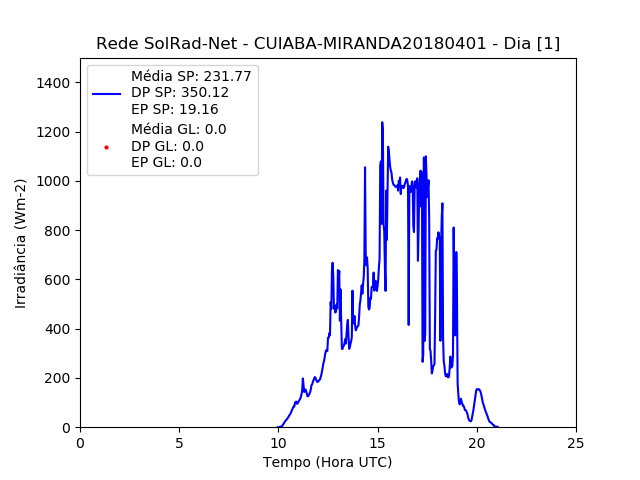 Rede SolRad-Net - CUIABA-MIRANDA20180401 - Dia [1]
Média SP: 231.77
DP SP: 350.12
EP SP: 19.16
Média GL: 0.0
DP GL: 0.0
EP GL: 0.0
Irradiância (Wm-2)
1400
1200
1000
800
600
400
200
0
0 5 10 15 20 25
Tempo (Hora UTC)